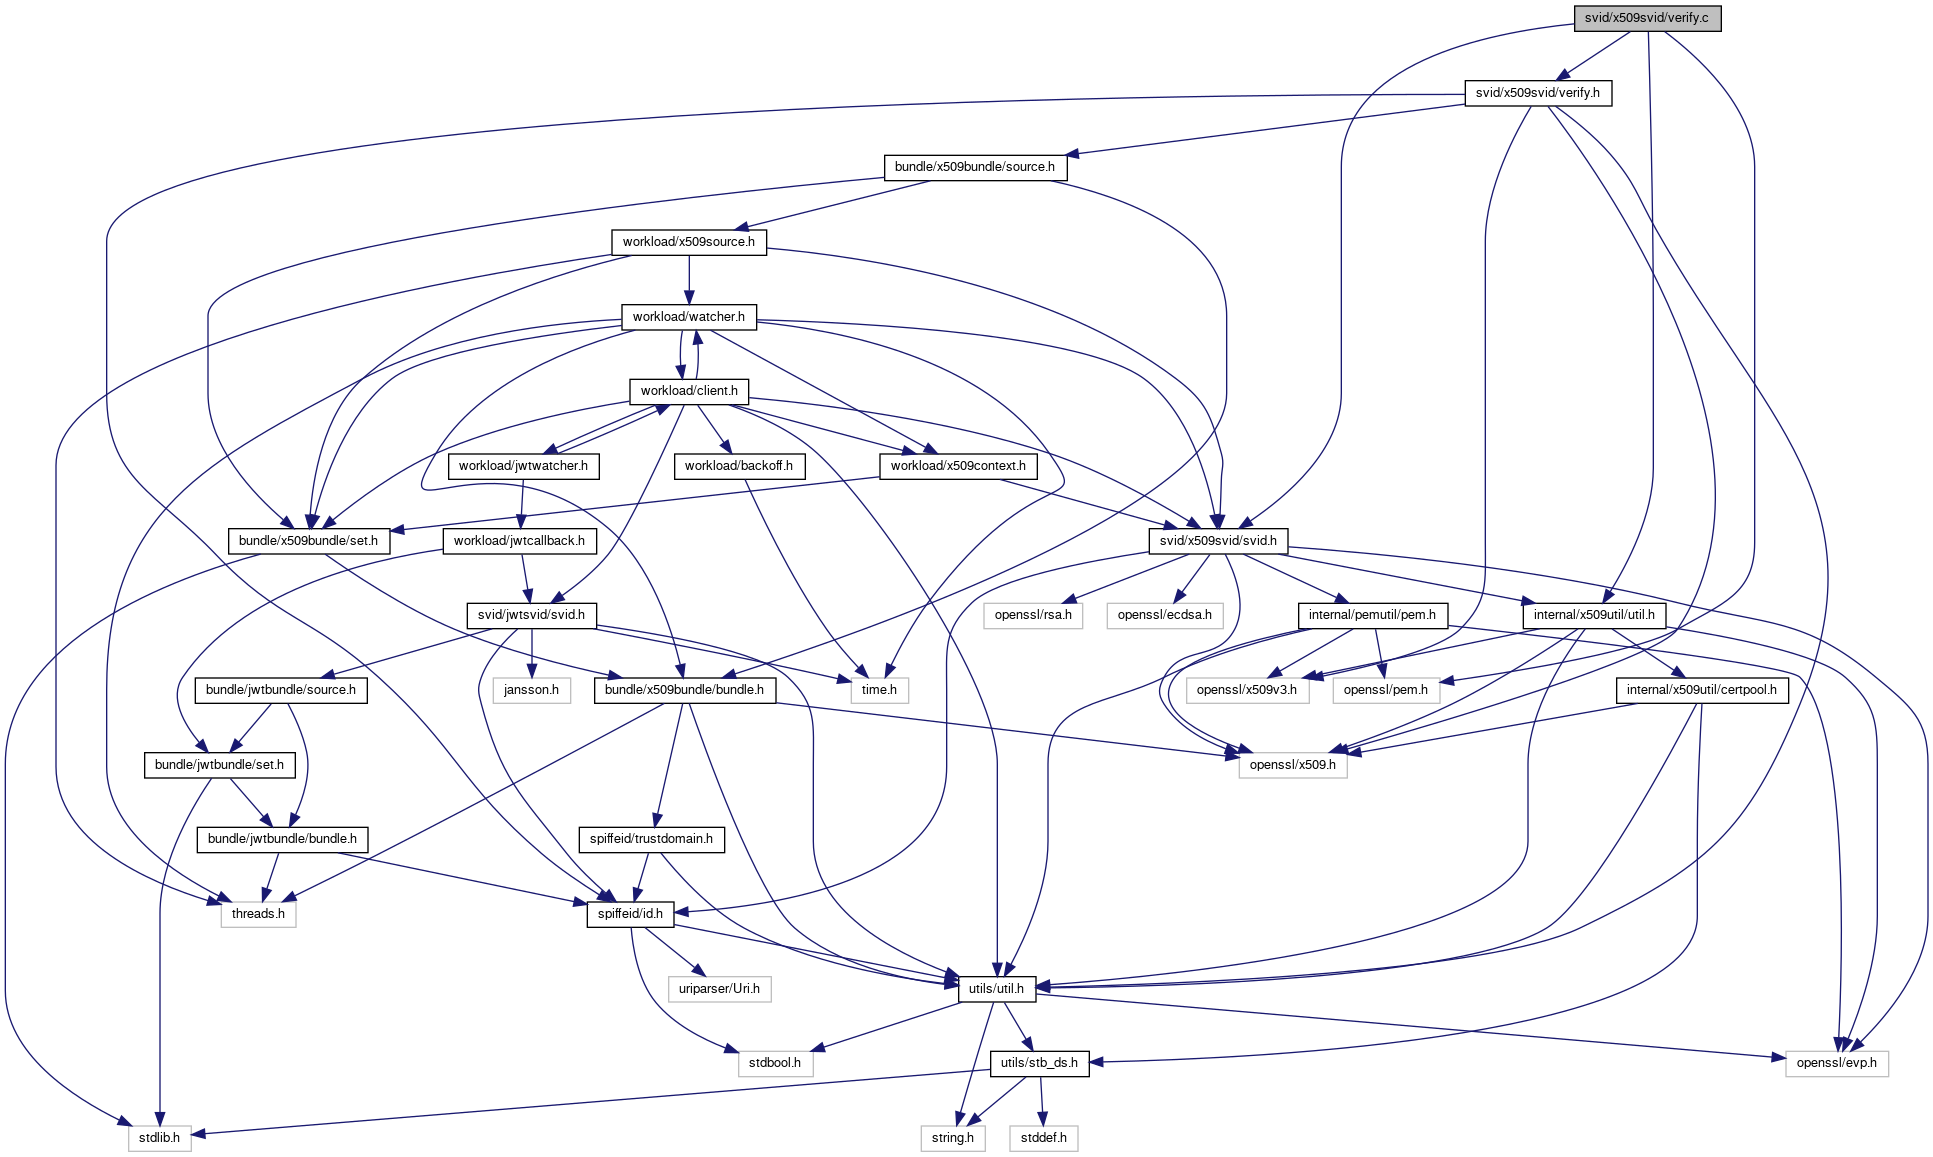 svid/x509svid/verify.c
svid/x509svid/verify.h
bundle/x509bundle/source.h
workload/x509source.h
workload/watcher.h
workload/client.h
workload/jwtwatcher.h
workload/backoff.h
workload/x509context.h
bundle/x509bundle/set.h
workload/jwtcallback.h
svid/x509svid/svid.h
svid/jwtsvid/svid.h
openssl/rsa.h
openssl/ecdsa.h
internal/pemutil/pem.h
internal/x509util/util.h
bundle/jwtbundle/source.h
jansson.h
bundle/x509bundle/bundle.h
time.h
openssl/x509v3.h
openssl/pem.h
internal/x509util/certpool.h
bundle/jwtbundle/set.h
openssl/x509.h
bundle/jwtbundle/bundle.h
spiffeid/trustdomain.h
threads.h
spiffeid/id.h
uriparser/Uri.h
utils/util.h
stdbool.h
utils/stb_ds.h
openssl/evp.h
stdlib.h
string.h
stddef.h